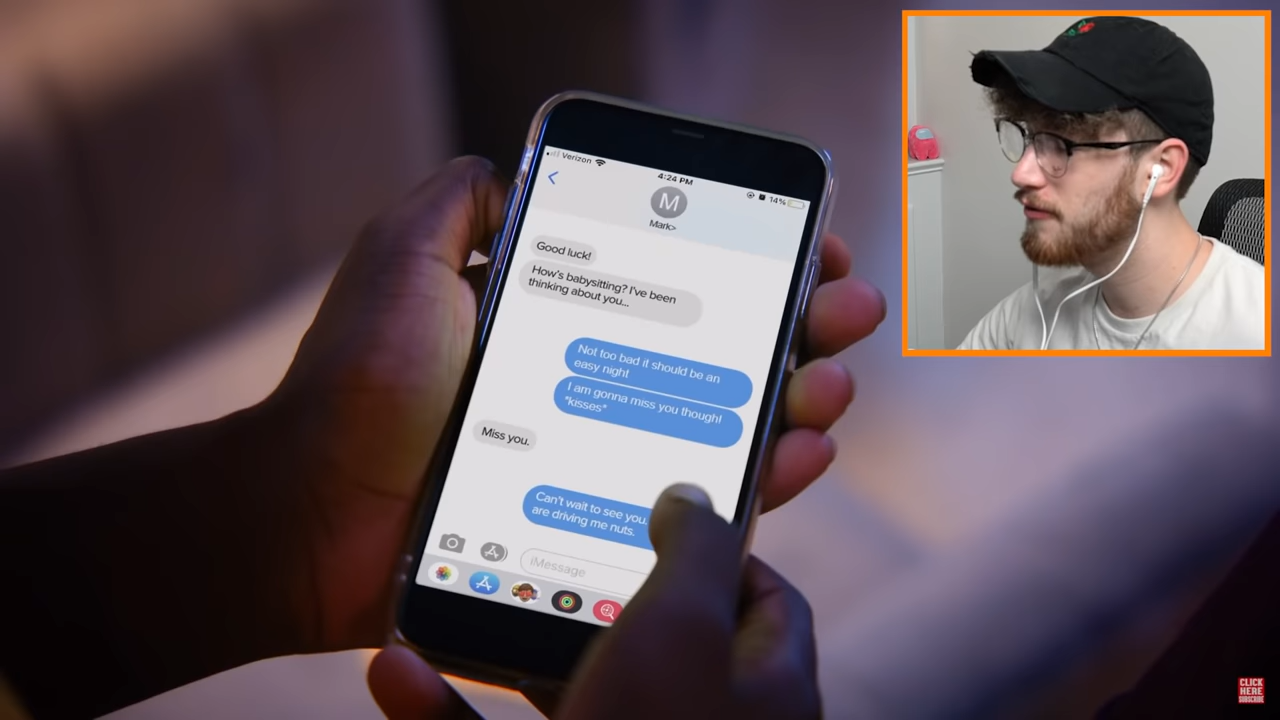 Verizon
4:24 PM
14%
M
Mark>
Good luck!
How's babysitting? I've been
thinking about you...
Not too bad it should be an
easy night
I am gonna miss you though!
*kisses*
Miss you.
Can't wait to see you.
are driving me nuts.
iMessage
CLICK
HERE
SUBSCRIBE